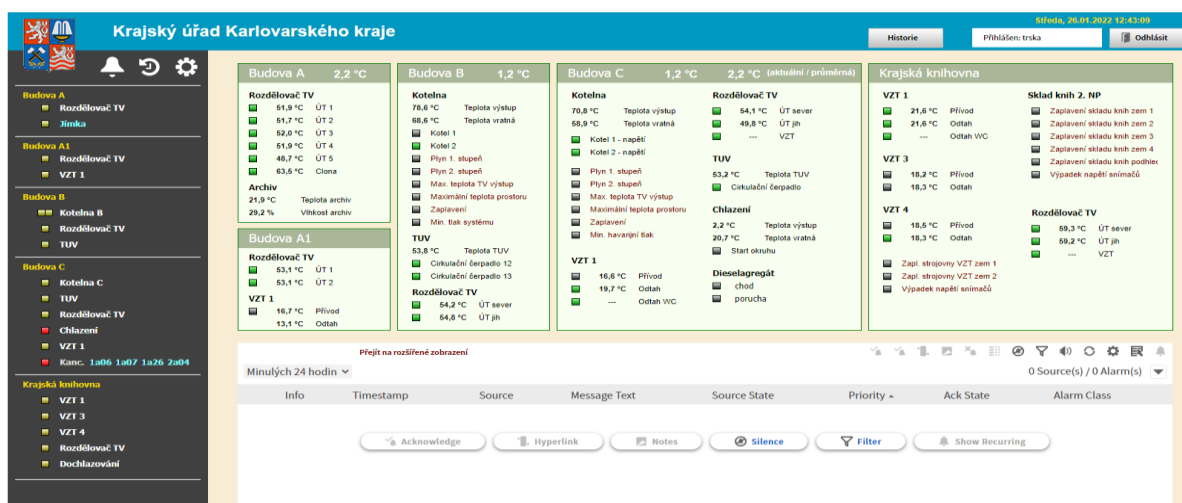 Středa, 26.01.2022 12:43:09
Krajský úřad Karlovarského kraje
Historie
Přihlášen: trska
Odhlásit
Budova A
Rozdělovač TV
Jímka
Budova A1
Rozdělovač TV
VZT 1
Budova B
Kotelna B
Rozdělovač TV
TUV
Budova C
Kotelna C
TUV
Rozdělovač TV
Chlazení
VZT 1
Kanc. 1a06 1a07 1a26 2a04
Krajská knihovna
VZT 1
VZT 3
VZT 4
Rozdělovač TV
Dochlazování
Budova A 2,2 °C
Rozdělovač TV
51,9 °C ÚT 1
51,7 °C ÚT 2
52,0 °C ÚT 3
51,9 °C ÚT 4
48,7 °C ÚT 5
63,5 °C Clona
Archiv
21,9 °C Teplota archiv
29,2 % Vlhkost archiv
Budova A1
Rozdělovač TV
53,1 °C ÚT 1
53,1 °C ÚT 2
VZT 1
16,7 °C Přívod
13,1 °C Odtah
Budova B 1,2 °C
Kotelna
78,6 °C Teplota výstup
68,6 °C Teplota vratná
Kotel 1
Kotel 2
Plyn 1. stupeň
Plyn 2. stupeň
Max. teplota TV výstup
Maximální teplota prostoru
Zaplavení
Min. tlak systému
TUV
53,8 °C Teplota TUV
Cirkulační čerpadlo 12
Cirkulační čerpadlo 13
Rozdělovač TV
54,2 °C ÚT sever
54,8 °C ÚT jih
Budova C 1,2 °C 2,2 °C (aktuální / průměrná)
Kotelna
70,8 °C Teplota výstup
58,9 °C Teplota vratná
Kotel 1 - napětí
Kotel 2 - napětí
Plyn 1. stupeň
Plyn 2. stupeň
Max. teplota TV výstup
Maximální teplota prostoru
Zaplavení
Min. havarijní tlak
VZT 1
16,6 °C Přívod
19,7 °C Odtah
--- Odtah WC
Rozdělovač TV
54,1 °C ÚT sever
49,8 °C ÚT jih
--- VZT
TUV
53,2 °C Teplota TUV
Cirkulační čerpadlo
Chlazení
2,2 °C Teplota výstup
20,7 °C Teplota vratná
Start okruhu
Dieselagregát
chod
porucha
Krajská knihovna
VZT 1
21,6 °C Přívod
21,6 °C Odtah
--- Odtah WC
VZT 3
18,2 °C Přívod
18,3 °C Odtah
VZT 4
18,5 °C Přívod
18,3 °C Odtah
Zapl. strojovny VZT zem 1
Zapl. strojovny VZT zem 2
Výpadek napětí snímačů
Sklad knih 2. NP
Zaplavení skladu knih zem 1
Zaplavení skladu knih zem 2
Zaplavení skladu knih zem 3
Zaplavení skladu knih zem 4
Zaplavení skladu knih podhled
Výpadek napětí snímačů
Rozdělovač TV
59,3 °C ÚT sever
59,2 °C ÚT jih
--- VZT
Přejít na rozšířené zobrazení
Minulých 24 hodin
0 Source(s) / 0 Alarm(s)
Info Timestamp Source Message Text Source State Priority Ack State Alarm Class
Acknowledge Hyperlink Notes Silence Filter Show Recurring